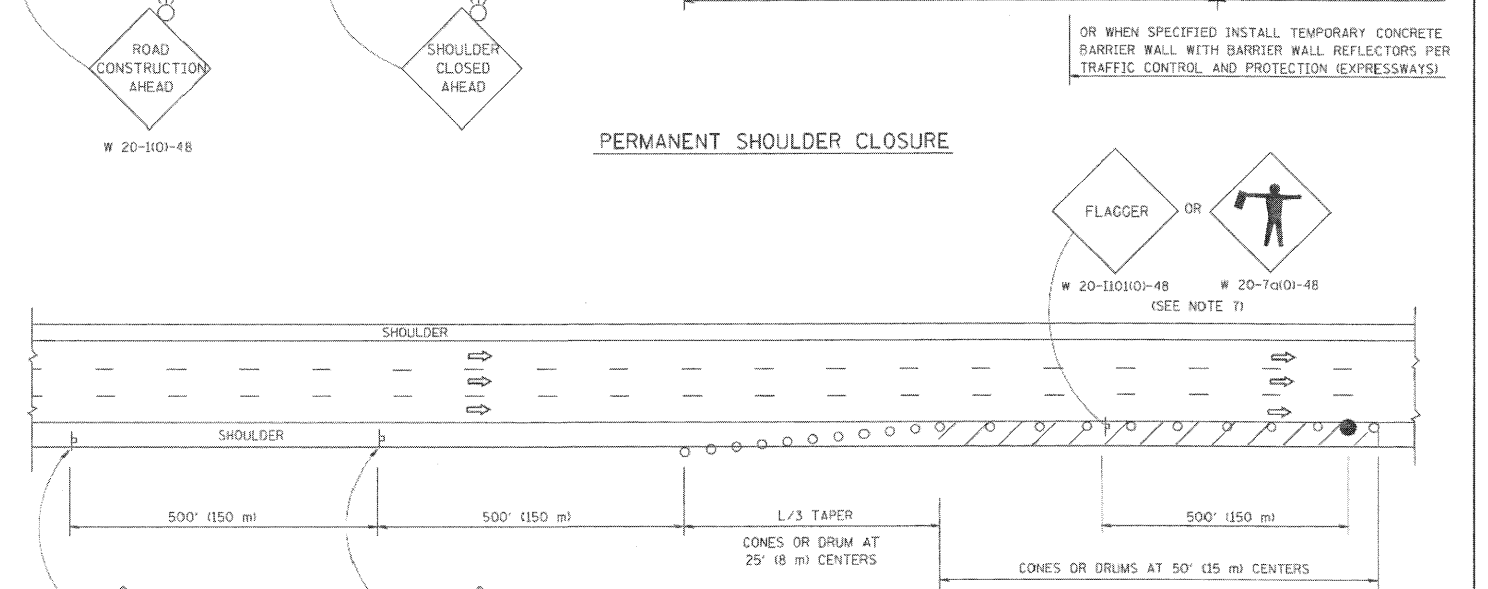 ROAD
CONSTRUCTION
AHEAD
W 20-1(0)-48
SHOULDER
CLOSED
AHEAD
OR WHEN SPECIFIED INSTALL TEMPORARY CONCRETE
BARRIER WALL WITH BARRIER WALL REFLECTORS PER
TRAFFIC CONTROL AND PROTECTION (EXPRESSWAYS)
PERMANENT SHOULDER CLOSURE
FLAGGER
OR
W 20-I101(0)-48
W 20-7a(0)-48
(SEE NOTE 7)
SHOULDER
SHOULDER
500' (150 m)
500' (150 m)
L/3 TAPER
CONES OR DRUM AT
25' (8 m) CENTERS
500' (150 m)
CONES OR DRUMS AT 50' (15 m) CENTERS